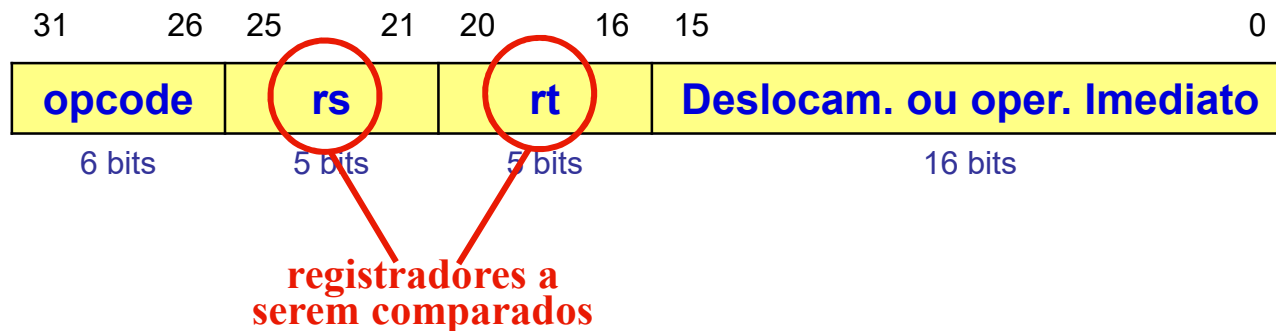 31 26 25 21 20 16 15 0
opcode rs rt Deslocam. ou oper. Imediato
6 bits 5 bits 5 bits 16 bits
registradores a
serem comparados